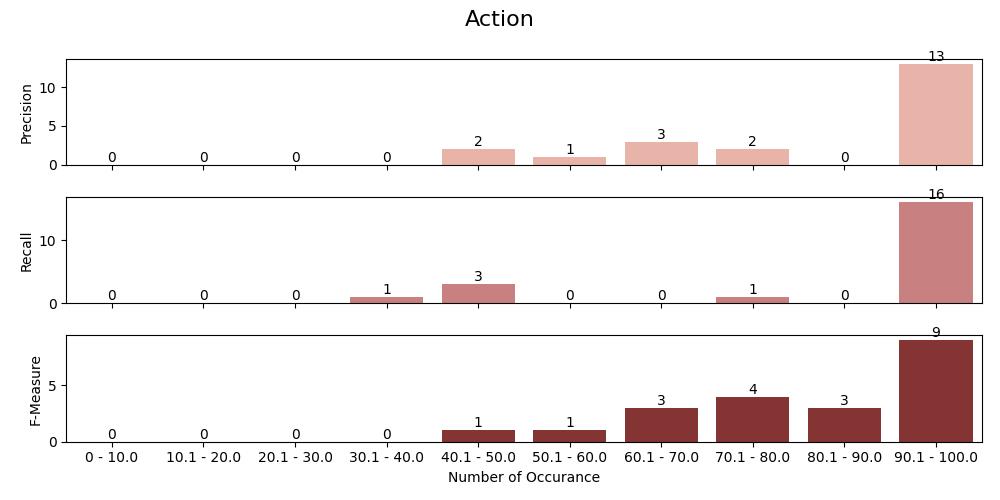 Action
Precision
10
5
0
0 0 0 0 2 1 3 2 0 13
Recall
10
0
0 0 0 1 3 0 0 1 0 16
F-Measure
5
0
0 0 0 0 1 1 3 4 3 9
0 - 10.0 10.1 - 20.0 20.1 - 30.0 30.1 - 40.0 40.1 - 50.0 50.1 - 60.0 60.1 - 70.0 70.1 - 80.0 80.1 - 90.0 90.1 - 100.0
Number of Occurance